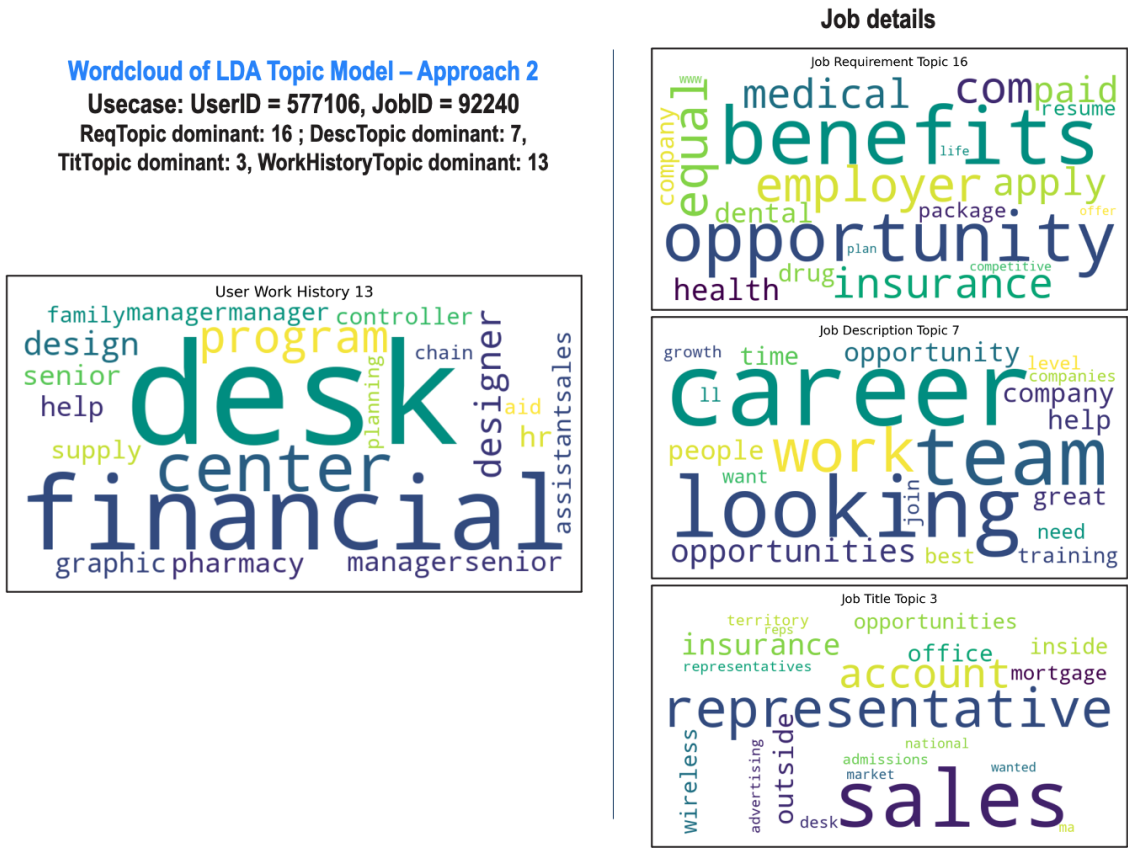 Job details
Wordcloud of LDA Topic Model – Approach 2
Usecase: UserID = 577106, JobID = 92240
ReqTopic dominant: 16 ; DescTopic dominant: 7,
TitTopic dominant: 3, WorkHistoryTopic dominant: 13
User Work History 13
family managermanager controller
design program chain
senior desk planning designer assistantsales
help aid
supply center hr
financial
graphic pharmacy managersenior
Job Requirement Topic 16
www medical com paid
company equal benefits resume
life
employer apply
dental package offer
opportunity
plan
health drug insurance competitive
Job Description Topic 7
growth time opportunity level
ll career companies
company
help
people work team
want
looking join great
need
opportunities best training
Job Title Topic 3
territory opportunities
reps
insurance office inside
representatives account mortgage
representative
wireless advertising outside national
admissions
market wanted
desk sales ma